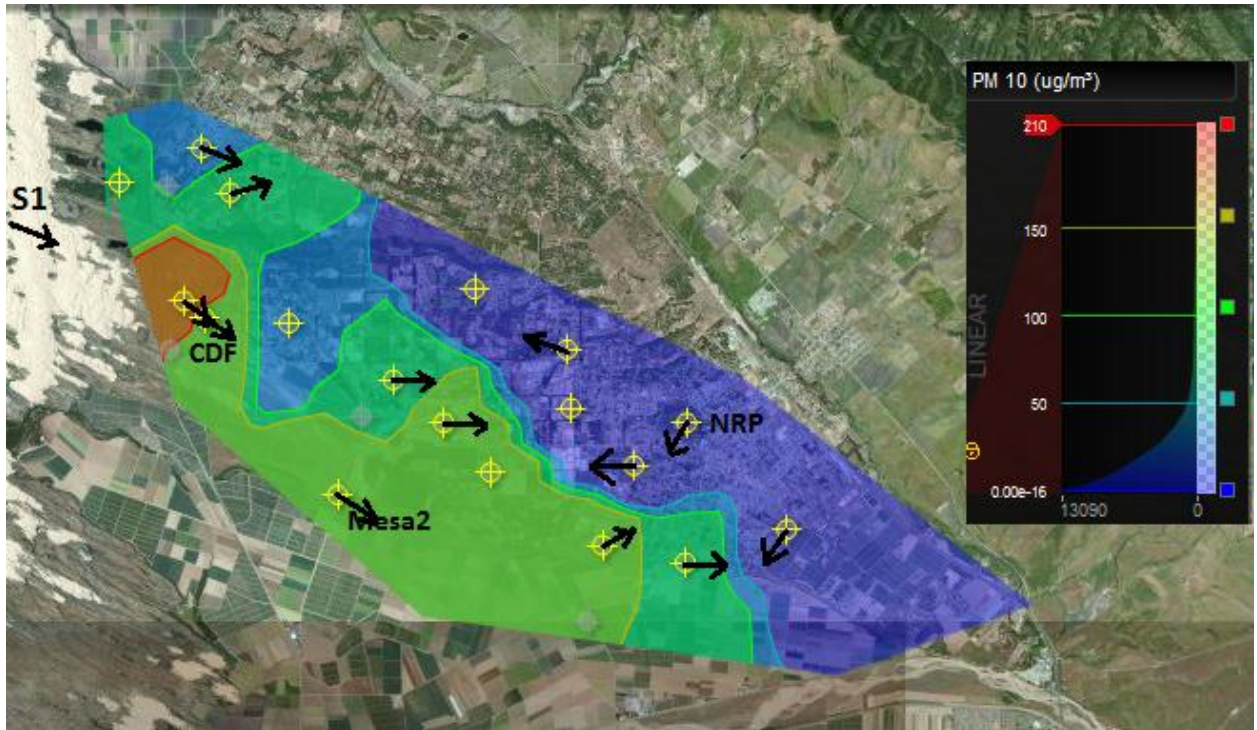 PM 10 (ug/m³)
210
150
100
50
0.00e-16
13090
0
LINEAR
S1
CDF
NRP
Mesa2